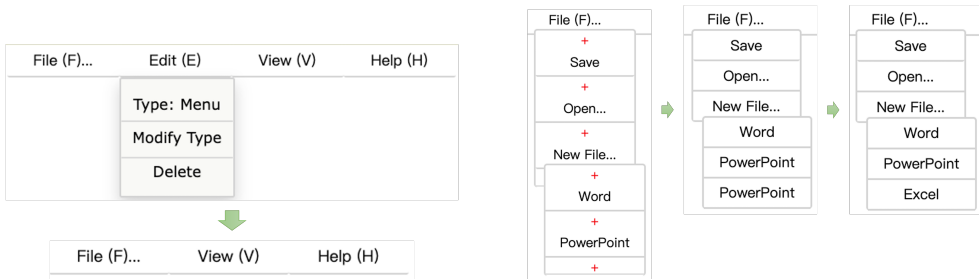 File (F)... Edit (E) View (V) Help (H)
Type: Menu
Modify Type
Delete
File (F)... View (V) Help (H)
File (F)...
+
Save
+
Open...
+
New File...
+
Word
+
PowerPoint
+
File (F)...
Save
Open...
New File...
Word
PowerPoint
PowerPoint
File (F)...
Save
Open...
New File...
Word
PowerPoint
Excel